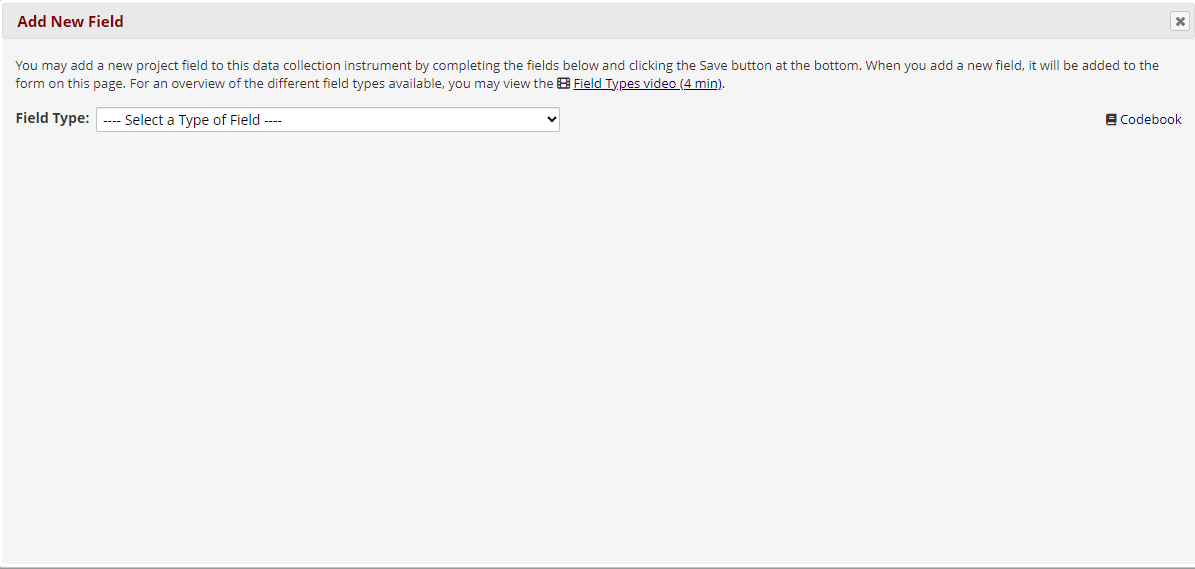 Add New Field
You may add a new project field to this data collection instrument by completing the fields below and clicking the Save button at the bottom. When you add a new field, it will be added to the
form on this page. For an overview of the different field types available, you may view the Field Types video (4 min).
Field Type: ---- Select a Type of Field ---- Codebook